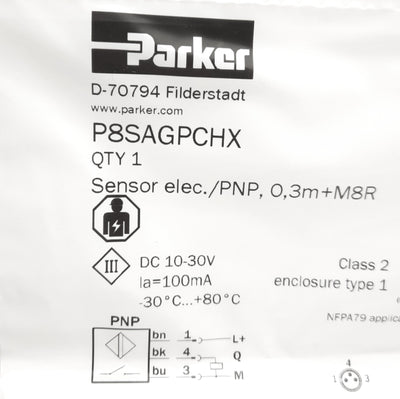 Parker
D-70794 Filderstadt
www.parker.com
P8SAGPCHX
QTY 1
Sensor elec./PNP, 0,3m+M8R
III
DC 10-30V
Ia=100mA
-30°C...+80°C
Class 2
enclosure type 1
NFPA79 applica
PNP
bn 1 L+
bk 4 Q
bu 3 M
4
1 3